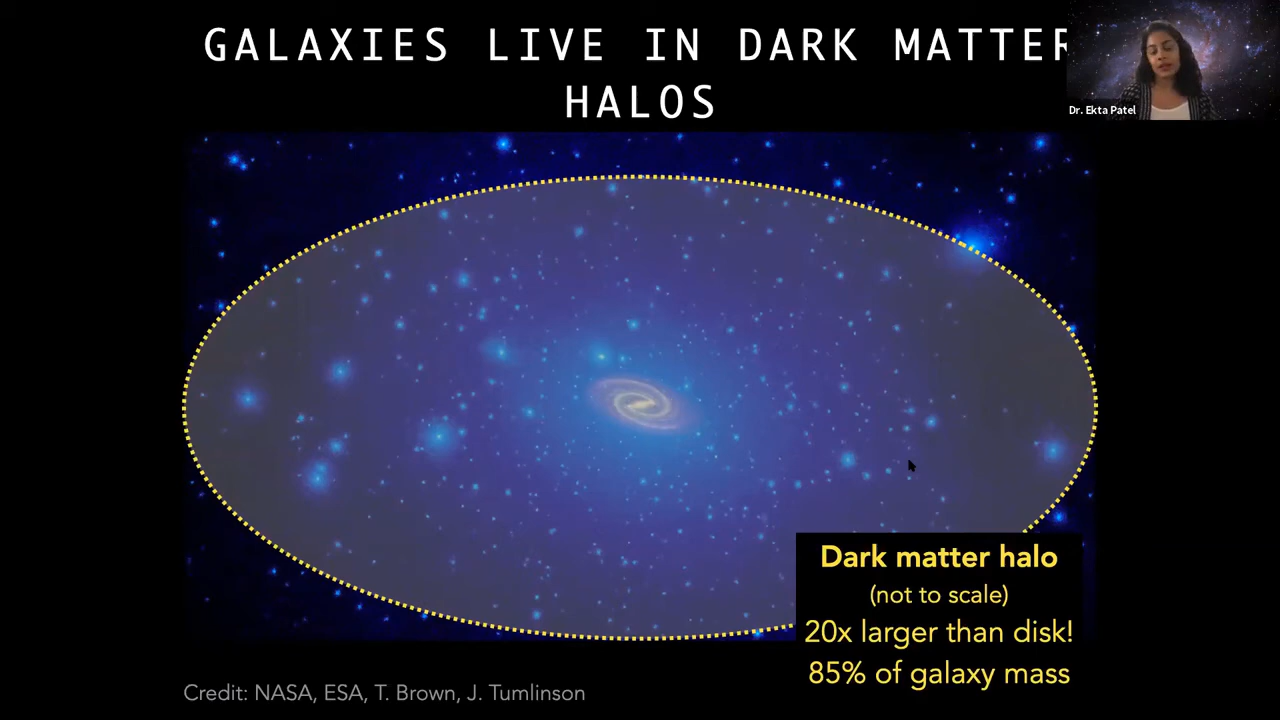 GALAXIES LIVE IN DARK MATTER
HALOS
Dr. Ekta Patel
Dark matter halo
(not to scale)
20x larger than disk!
85% of galaxy mass
Credit: NASA, ESA, T. Brown, J. Tumlinson